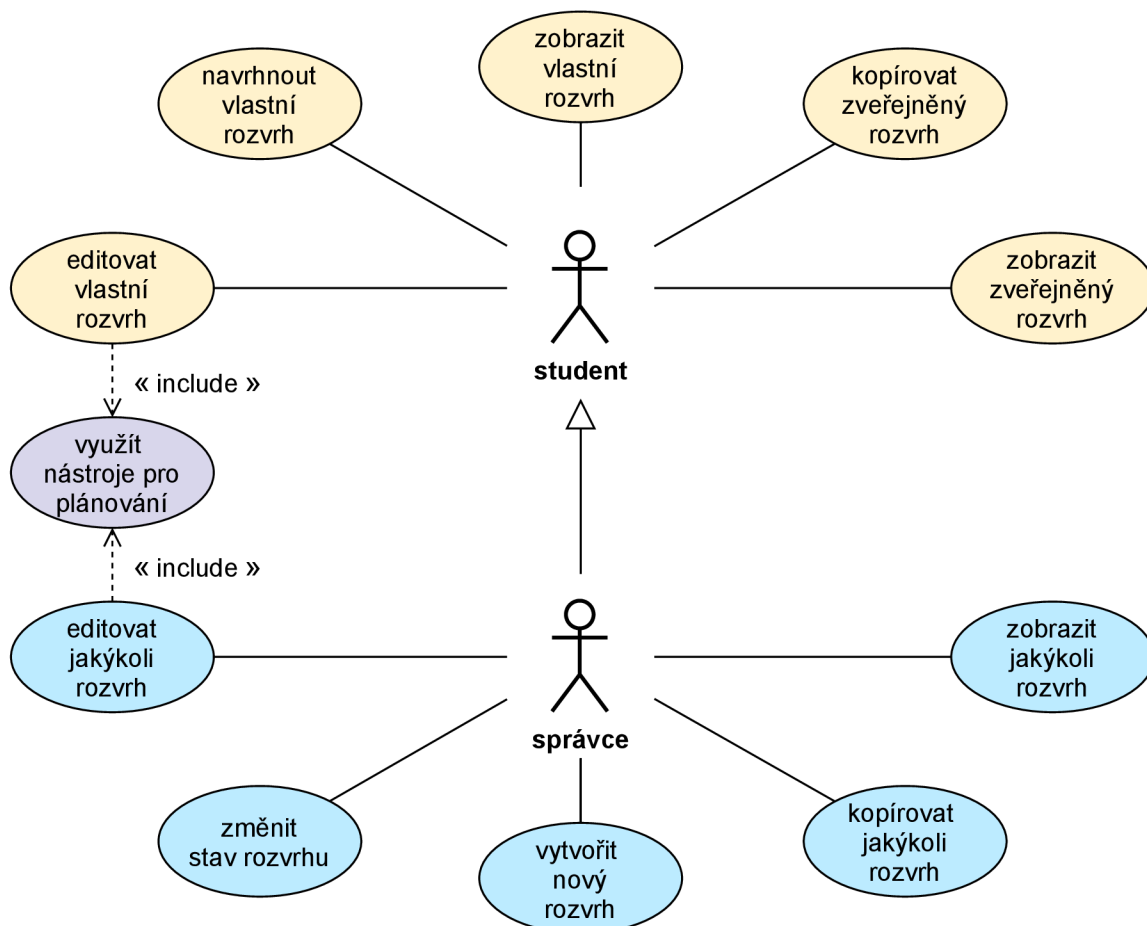 zobrazit
vlastní
rozvrh
navrhnout
vlastní
rozvrh
kopírovat
zveřejněný
rozvrh
editovat
vlastní
rozvrh
zobrazit
zveřejněný
rozvrh
student
« include »
využít
nástroje pro
plánování
« include »
editovat
jakýkoli
rozvrh
zobrazit
jakýkoli
rozvrh
správce
změnit
stav rozvrhu
vytvořit
nový
rozvrh
kopírovat
jakýkoli
rozvrh